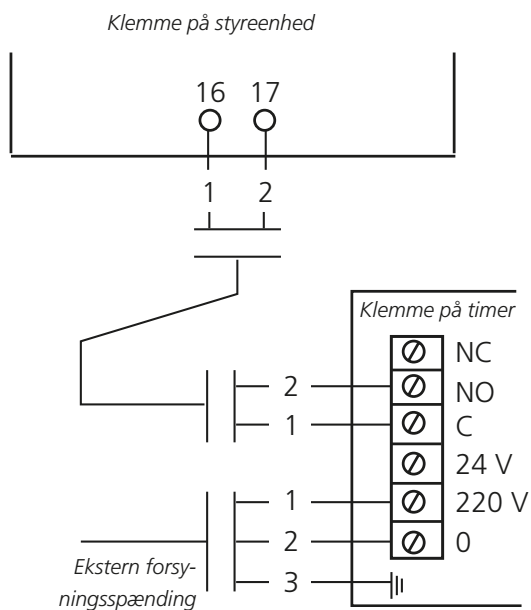 Klemme på styreenhed
16 17
1 2
Klemme på timer
NC
2 NO
1 C
24 V
1 220 V
2 0
3
Ekstern forsy-
ningsspænding